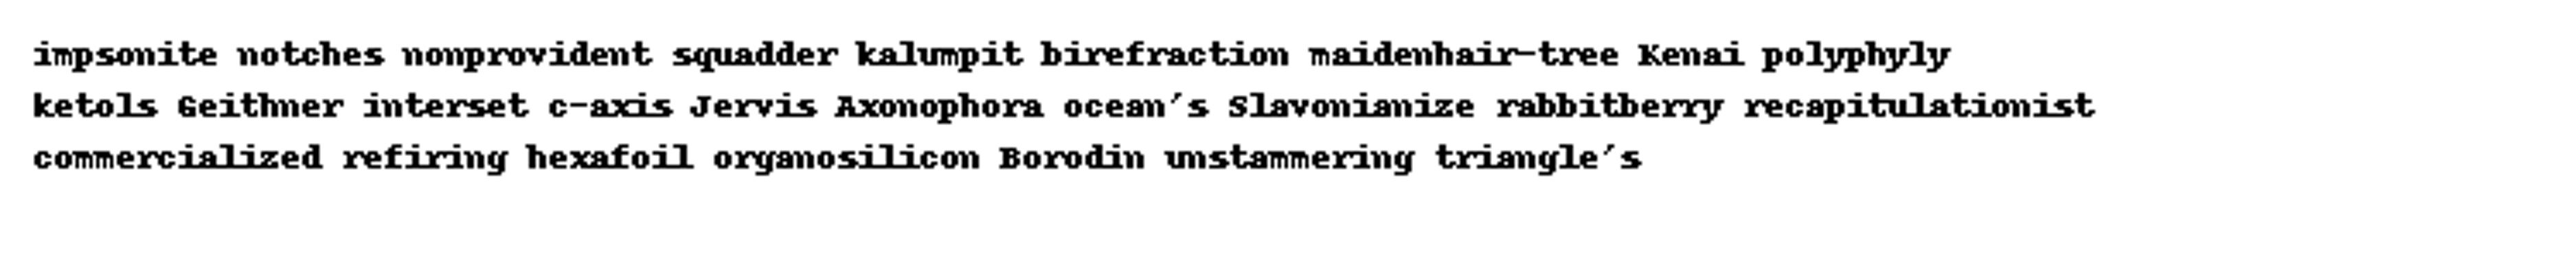 impsonite notches nonprovident squadder kalumpit birefraction maidenhair-tree Kenai polyphyly
ketols Geithner interset c-axis Jervis Axonophora ocean's Slavonianize rabbitberry recapitulationist
commercialized refiring hexafoil organosilicon Borodin unstammering triangle's